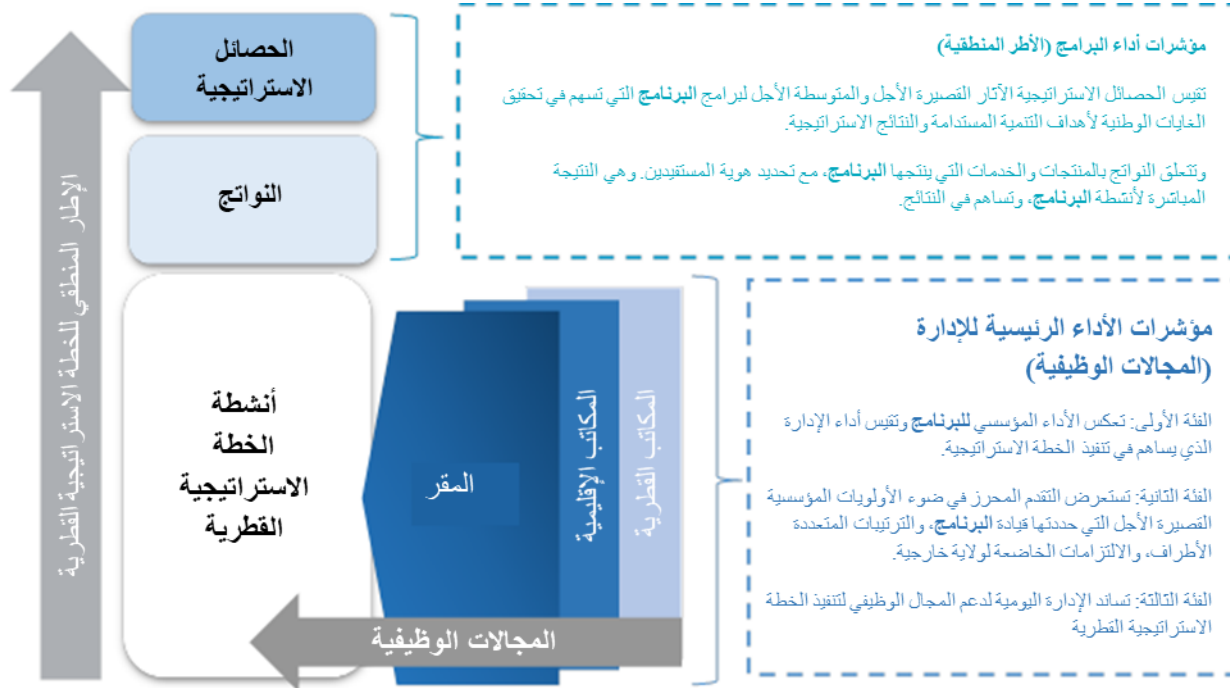 مؤشرات أداء البرامج (الأطر المنطقية)
تقيس الحصائل الاستراتيجية الآثار القصيرة الأجل والمتوسطة الأجل لبرامج البرنامج التي تسهم في تحقيق
الغايات الوطنية لأهداف التنمية المستدامة والنتائج الاستراتيجية.
وتتعلق النواتج بالمنتجات والخدمات التي ينتجها البرنامج، مع تحديد هوية المستفيدين. وهي النتيجة
المباشرة لأنشطة البرنامج، وتساهم في النتائج.
الحصائل
الاستراتيجية
النواتج
الإطار المنطقي للخطة الاستراتيجية القطرية
مؤشرات الأداء الرئيسية للإدارة
(المجالات الوظيفية)
الفئة الأولى: تعكس الأداء المؤسسي للبرنامج وتقيس أداء الإدارة
الذي يساهم في تنفيذ الخطة الاستراتيجية.
الفئة الثانية: تستعرض التقدم المحرز في ضوء الأولويات المؤسسية
القصيرة الأجل التي حددتها قيادة البرنامج، والترتيبات المتعددة
الأطراف، والالتزامات الخاضعة لولاية خارجية.
الفئة الثالثة: تساند الإدارة اليومية لدعم المجال الوظيفي لتنفيذ الخطة
الاستراتيجية القطرية
المكاتب القطرية
المكاتب الإقليمية
المقر
أنشطة
الخطة
الاستراتيجية
القطرية
المجالات الوظيفية